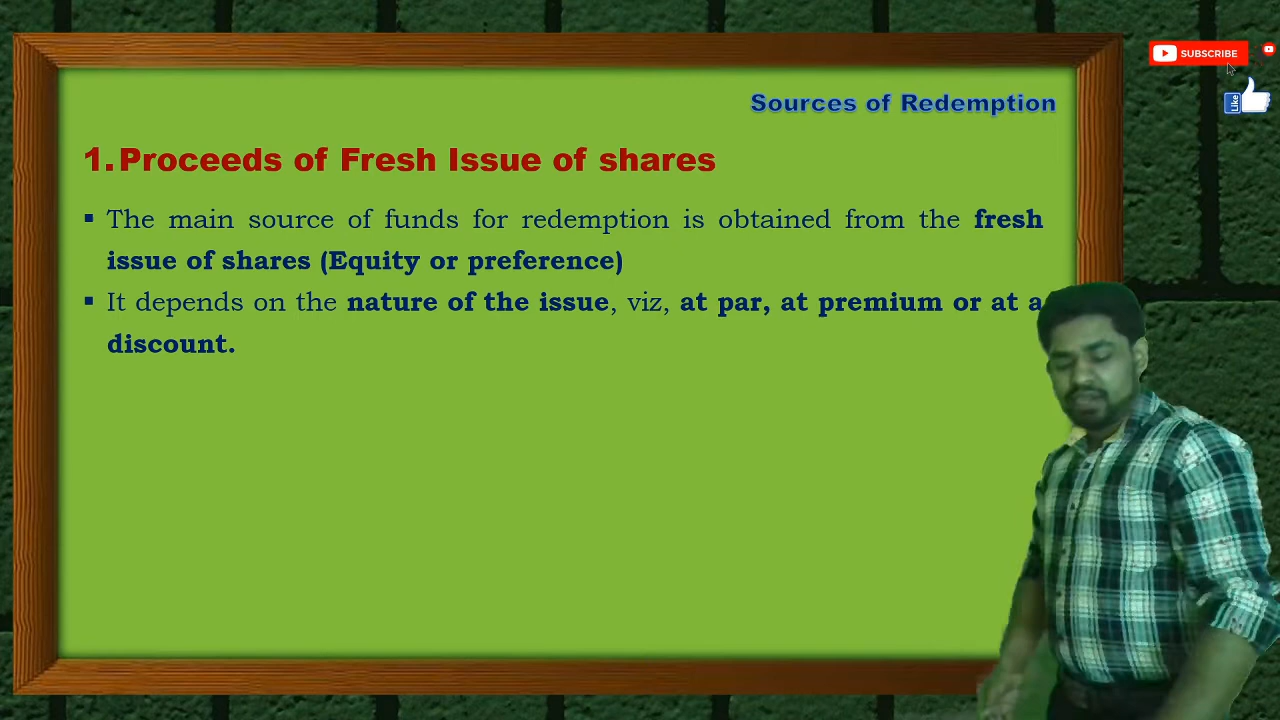 SUBSCRIBE
Like
Sources of Redemption
1. Proceeds of Fresh Issue of shares
▪ The main source of funds for redemption is obtained from the fresh
issue of shares (Equity or preference)
▪ It depends on the nature of the issue, viz, at par, at premium or at a
discount.